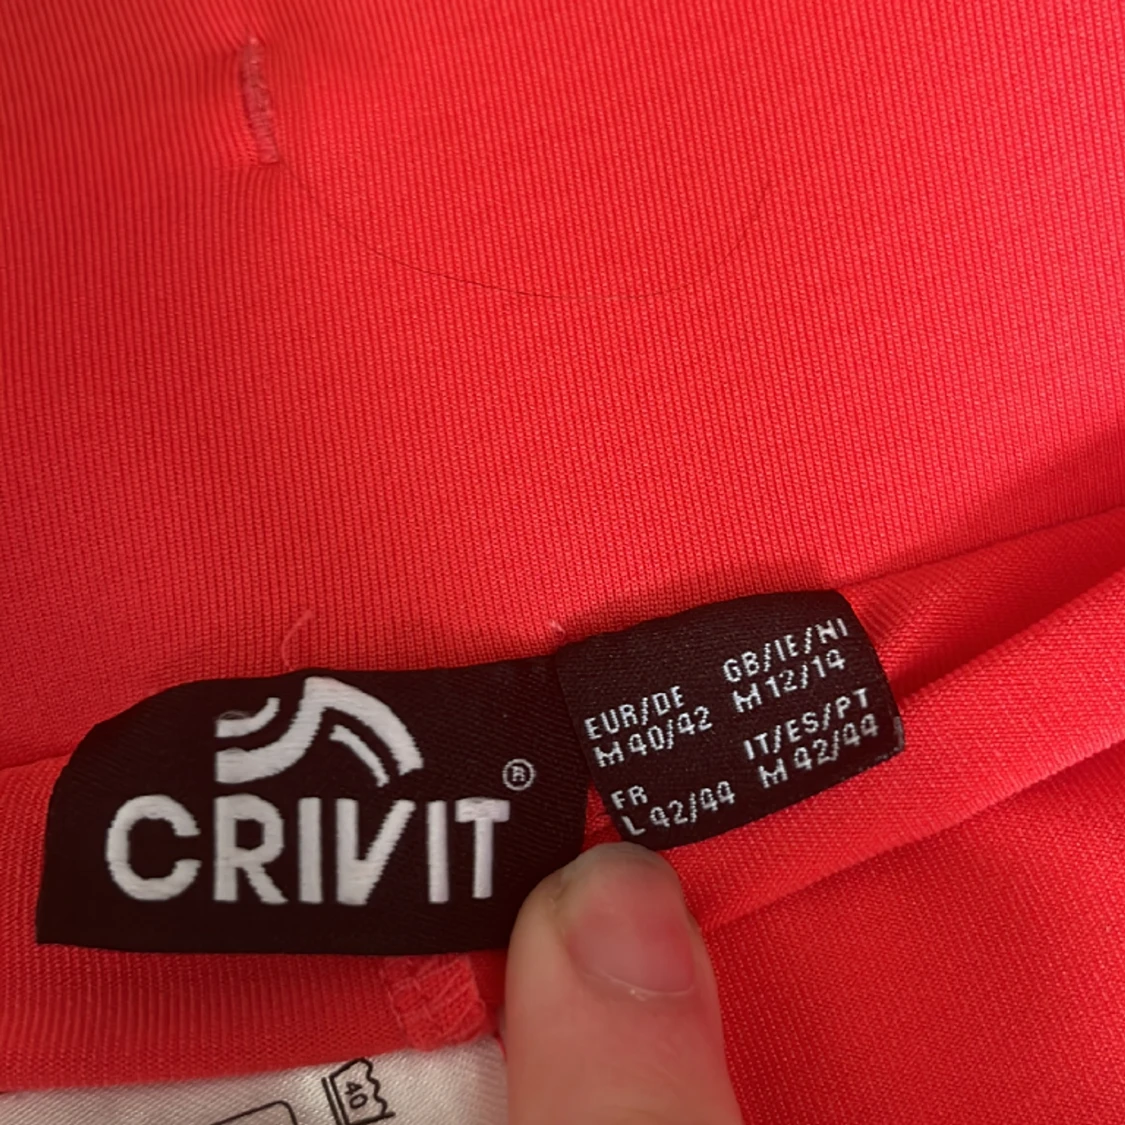 CRIVIT
®
EUR/DE
M 40/42
GB/IE/NI
M 12/14
FR
L 42/44
IT/ES/PT
M 42/44
40